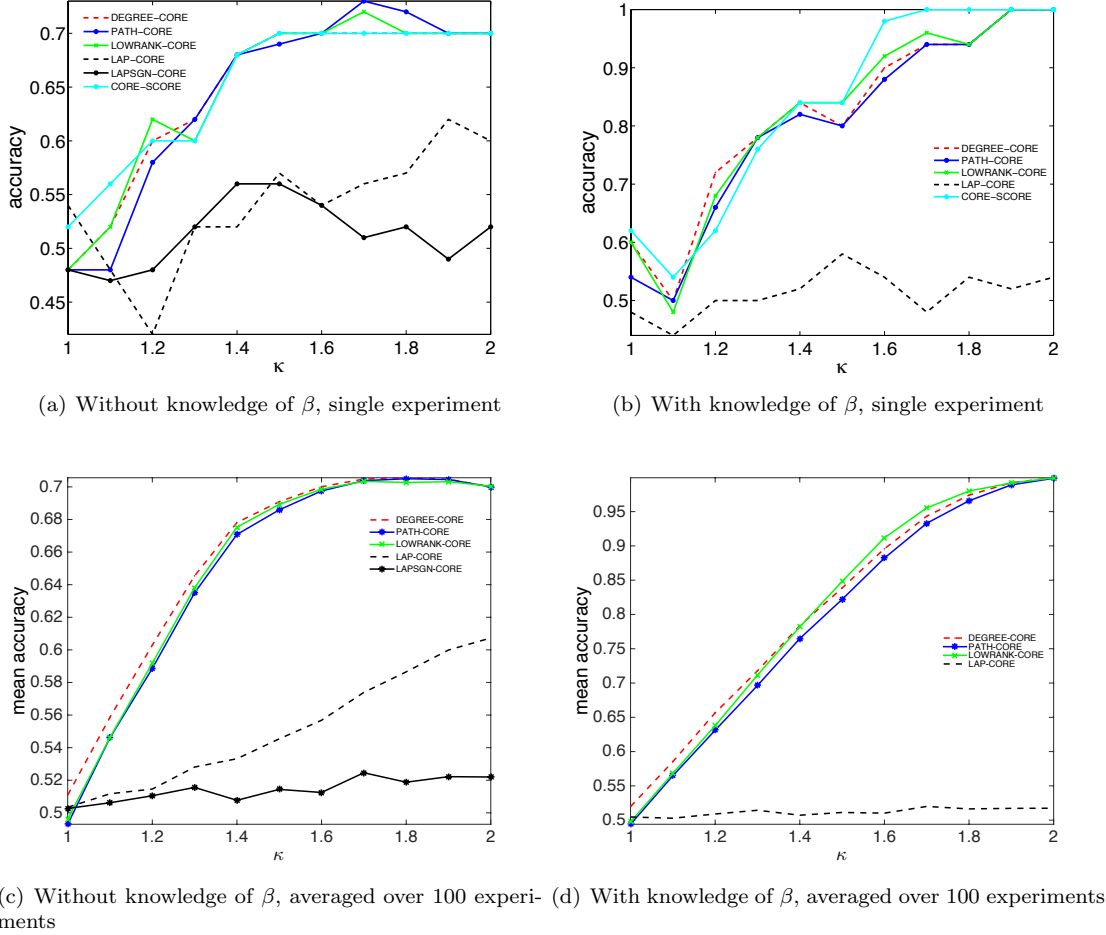 DEGREE−CORE
PATH−CORE
LOWRANK−CORE
LAP−CORE
LAPSGN−CORE
CORE−SCORE
0.7
0.65
0.6
0.55
0.5
0.45
accuracy
1 1.2 1.4 1.6 1.8 2
κ
(a) Without knowledge of β, single experiment
1
0.9
0.8
0.7
0.6
0.5
accuracy
DEGREE−CORE
PATH−CORE
LOWRANK−CORE
LAP−CORE
CORE−SCORE
1 1.2 1.4 1.6 1.8 2
κ
(b) With knowledge of β, single experiment
0.7
0.68
0.66
0.64
0.62
0.6
0.58
0.56
0.54
0.52
0.5
mean accuracy
DEGREE-CORE
PATH-CORE
LOWRANK-CORE
LAP-CORE
LAPSGN-CORE
1 1.2 1.4 1.6 1.8 2
κ
(c) Without knowledge of β, averaged over 100 experi-
ments
0.95
0.9
0.85
0.8
0.75
0.7
0.65
0.6
0.55
0.5
mean accuracy
DEGREE-CORE
PATH-CORE
LOWRANK-CORE
LAP-CORE
1 1.2 1.4 1.6 1.8 2
κ
(d) With knowledge of β, averaged over 100 experiments